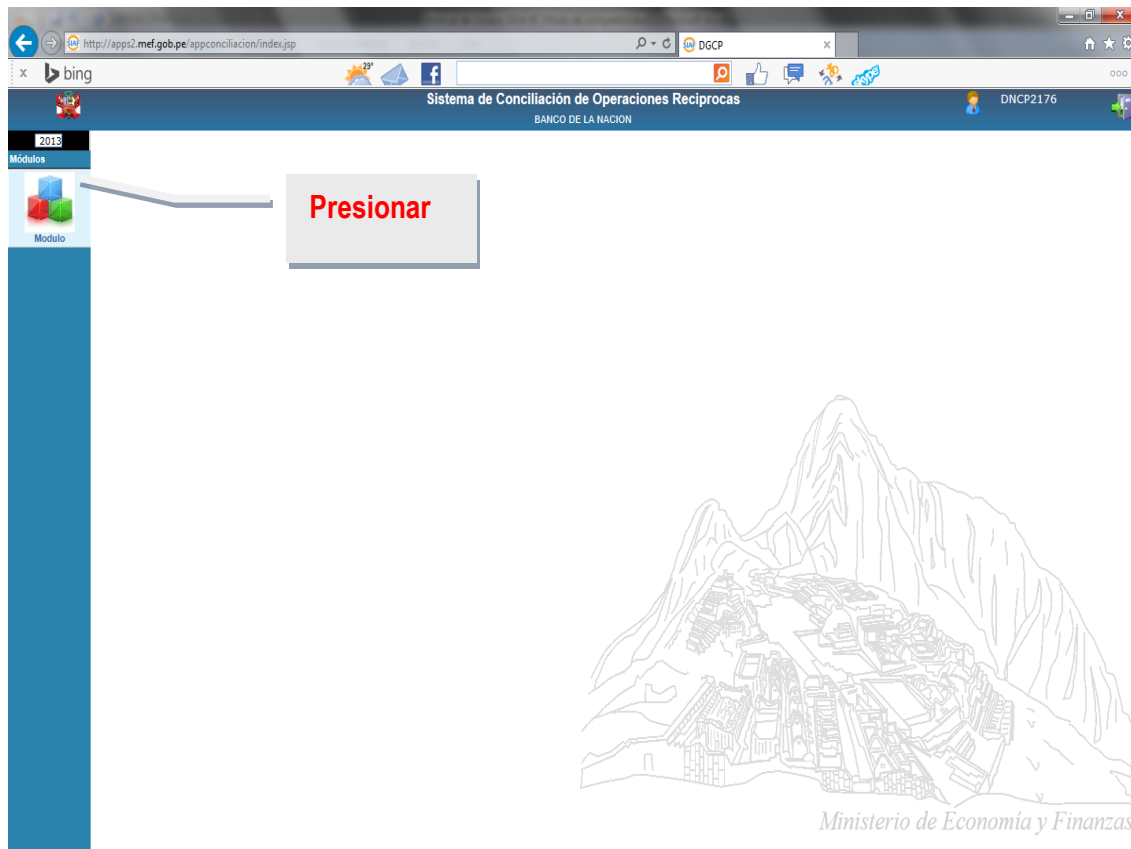 http://apps2.mef.gob.pe/appconciliacion/index.jsp
DGCP
bing
29°
Sistema de Conciliación de Operaciones Reciprocas
DNCP2176
BANCO DE LA NACION
2013
Módulos
Modulo
Presionar
Ministerio de Economía y Finanzas